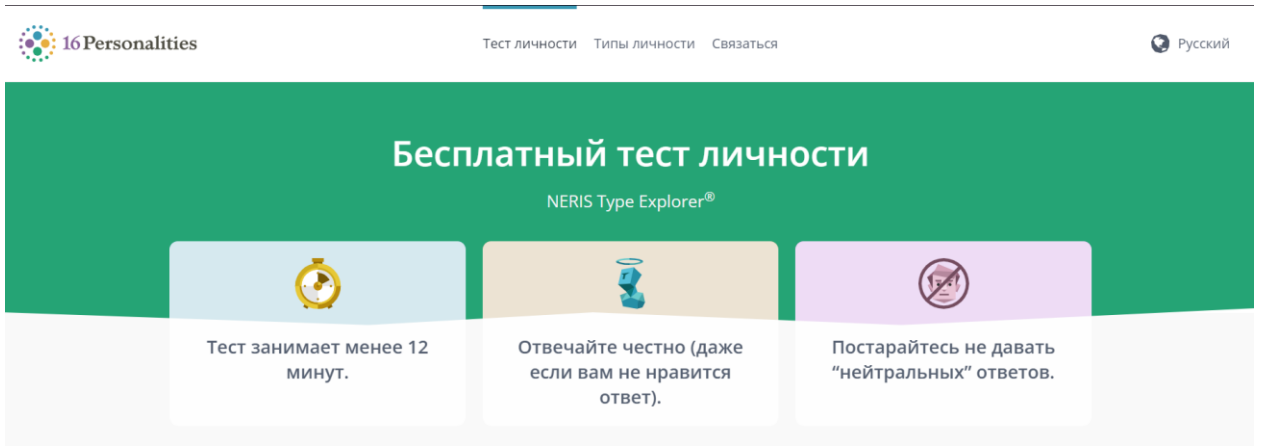 16Personalities
Тест личности Типы личности Связаться
Русский
Бесплатный тест личности
NERIS Type Explorer®
Тест занимает менее 12
минут.
Отвечайте честно (даже
если вам не нравится
ответ).
Постарайтесь не давать
“нейтральных” ответов.